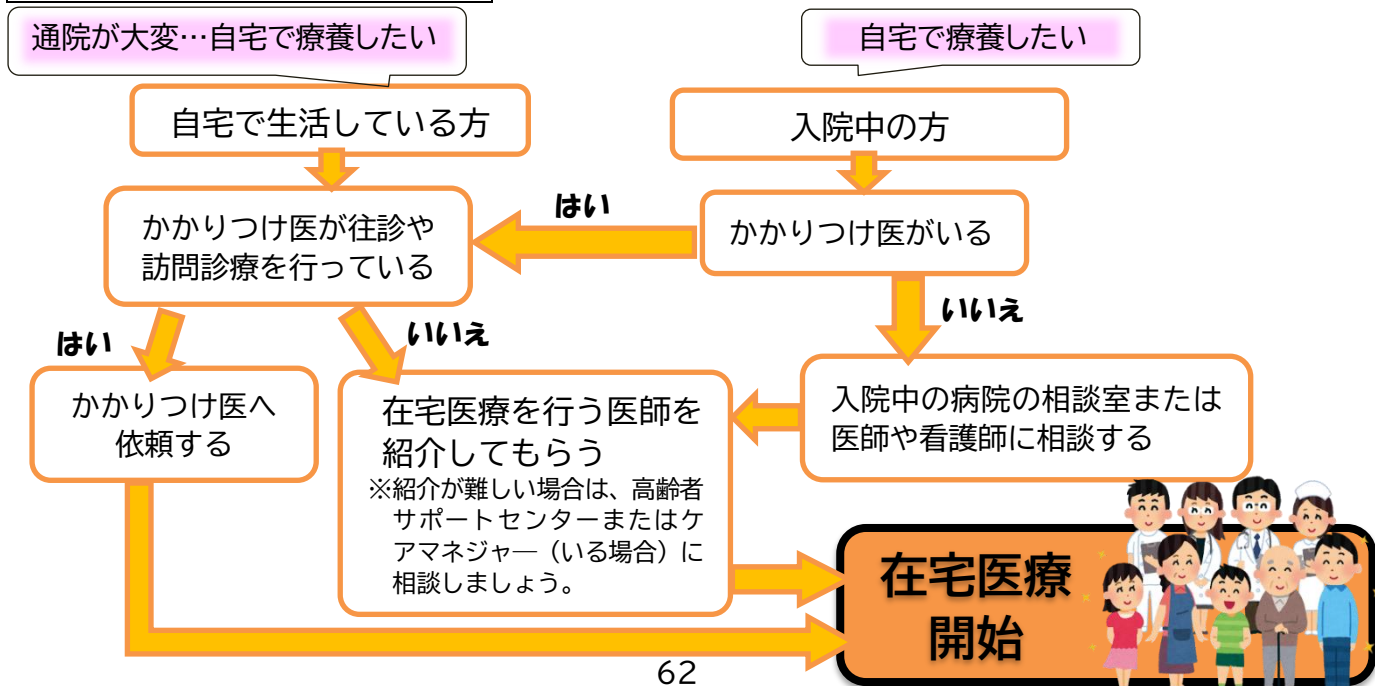 通院が大変…自宅で療養したい
自宅で療養したい
自宅で生活している方
入院中の方
かかりつけ医が往診や
訪問診療を行っている
はい
かかりつけ医がいる
はい
いいえ
いいえ
かかりつけ医へ
依頼する
在宅医療を行う医師を
紹介してもらう
※紹介が難しい場合は、高齢者
サポートセンターまたはケ
アマネジャ―（いる場合）に
相談しましょう。
入院中の病院の相談室または
医師や看護師に相談する
在宅医療
開始
62